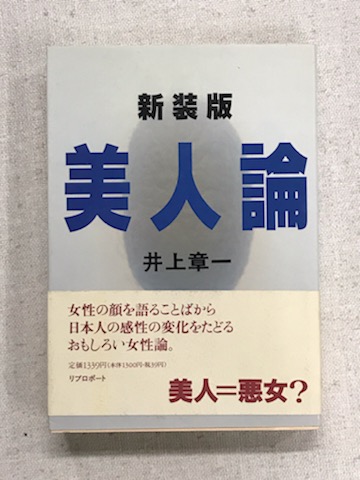 新装版
美人論
井上章一
女性の顔を語ることばから
日本人の感性の変化をたどる
おもしろい女性論。
定価1339円(本体1300円・税39円)
リブロポート
美人=悪女?